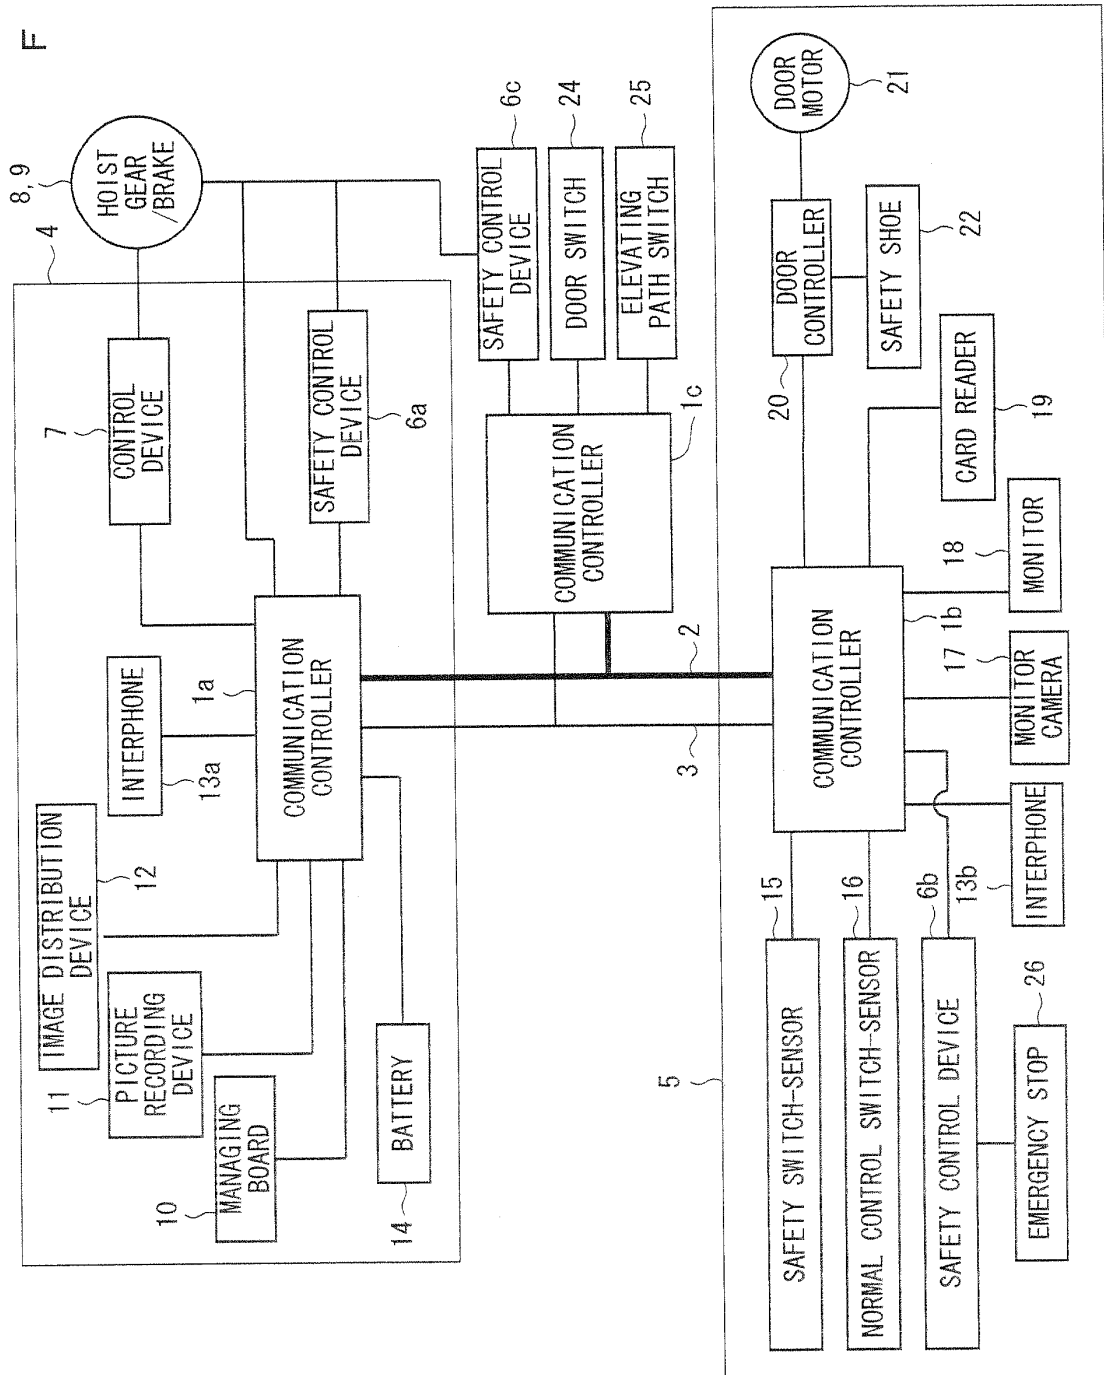 F
8,9
HOIST
GEAR
/BRAKE
4
7
CONTROL
DEVICE
SAFETY CONTROL
DEVICE
6a
INTERPHONE
13a
1a
COMMUNICATION
CONTROLLER
IMAGE DISTRIBUTION
DEVICE
12
PICTURE
RECORDING
DEVICE
11
MANAGING
BOARD
10
BATTERY
14
SAFETY CONTROL
DEVICE
6c
DOOR SWITCH
24
ELEVATING
PATH SWITCH
25
COMMUNICATION
CONTROLLER
1c
2
3
5
DOOR
MOTOR
21
DOOR
CONTROLLER
20
SAFETY SHOE
22
CARD READER
19
COMMUNICATION
CONTROLLER
1b
MONITOR
18
MONITOR
CAMERA
17
INTERPHONE
13b
SAFETY SWITCH-SENSOR
15
NORMAL CONTROL SWITCH-SENSOR
16
SAFETY CONTROL DEVICE
6b
EMERGENCY STOP
26